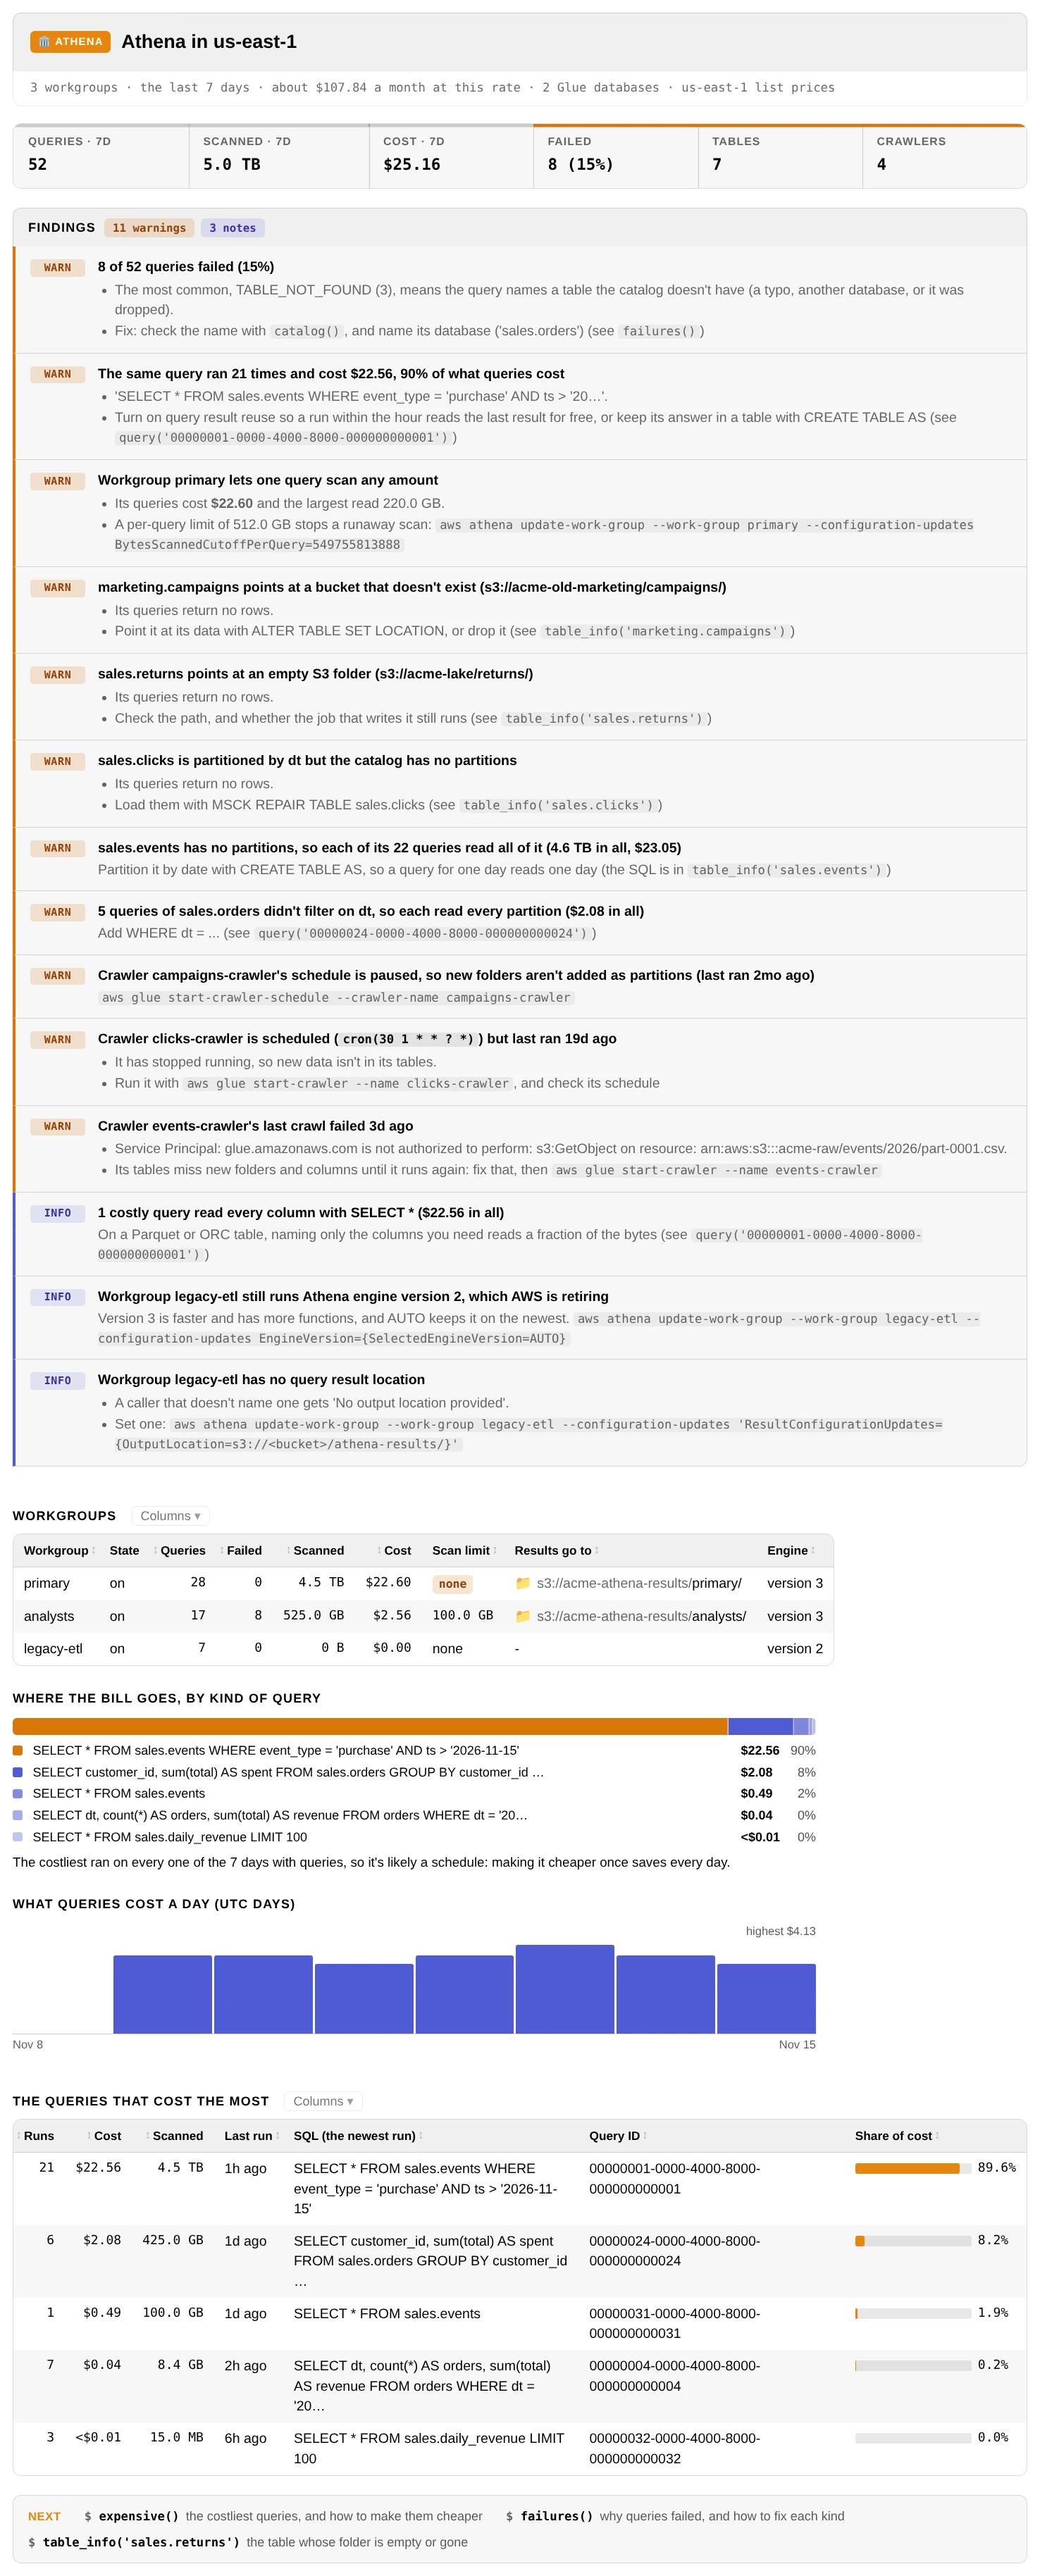 🏛️ ATHENA Athena in us-east-1
3 workgroups · the last 7 days · about $107.84 a month at this rate · 2 Glue databases · us-east-1 list prices
QUERIES · 7D
52
SCANNED · 7D
5.0 TB
COST · 7D
$25.16
FAILED
8 (15%)
TABLES
7
CRAWLERS
4
FINDINGS 11 warnings 3 notes
WARN 8 of 52 queries failed (15%)
• The most common, TABLE_NOT_FOUND (3), means the query names a table the catalog doesn't have (a typo, another database, or it was
dropped).
• Fix: check the name with catalog(), and name its database ('sales.orders') (see failures())
WARN The same query ran 21 times and cost $22.56, 90% of what queries cost
• 'SELECT * FROM sales.events WHERE event_type = 'purchase' AND ts > '20…'.
• Turn on query result reuse so a run within the hour reads the last result for free, or keep its answer in a table with CREATE TABLE AS (see
query('00000001-0000-4000-8000-000000000001'))
WARN Workgroup primary lets one query scan any amount
• Its queries cost $22.60 and the largest read 220.0 GB.
• A per-query limit of 512.0 GB stops a runaway scan: aws athena update-work-group --work-group primary --configuration-updates
BytesScannedCutoffPerQuery=549755813888
WARN marketing.campaigns points at a bucket that doesn't exist (s3://acme-old-marketing/campaigns/)
• Its queries return no rows.
• Point it at its data with ALTER TABLE SET LOCATION, or drop it (see table_info('marketing.campaigns'))
WARN sales.returns points at an empty S3 folder (s3://acme-lake/returns/)
• Its queries return no rows.
• Check the path, and whether the job that writes it still runs (see table_info('sales.returns'))
WARN sales.clicks is partitioned by dt but the catalog has no partitions
• Its queries return no rows.
• Load them with MSCK REPAIR TABLE sales.clicks (see table_info('sales.clicks'))
WARN sales.events has no partitions, so each of its 22 queries read all of it (4.6 TB in all, $23.05)
Partition it by date with CREATE TABLE AS, so a query for one day reads one day (the SQL is in table_info('sales.events'))
WARN 5 queries of sales.orders didn't filter on dt, so each read every partition ($2.08 in all)
Add WHERE dt = ... (see query('00000024-0000-4000-8000-000000000024'))
WARN Crawler campaigns-crawler's schedule is paused, so new folders aren't added as partitions (last ran 2mo ago)
aws glue start-crawler-schedule --crawler-name campaigns-crawler
WARN Crawler clicks-crawler is scheduled (cron(30 1 * * ? *)) but last ran 19d ago
• It has stopped running, so new data isn't in its tables.
• Run it with aws glue start-crawler --name clicks-crawler, and check its schedule
WARN Crawler events-crawler's last crawl failed 3d ago
• Service Principal: glue.amazonaws.com is not authorized to perform: s3:GetObject on resource: arn:aws:s3:::acme-raw/events/2026/part-0001.csv.
• Its tables miss new folders and columns until it runs again: fix that, then aws glue start-crawler --name events-crawler
INFO 1 costly query read every column with SELECT * ($22.56 in all)
On a Parquet or ORC table, naming only the columns you need reads a fraction of the bytes (see query('00000001-0000-4000-8000-
000000000001'))
INFO Workgroup legacy-etl still runs Athena engine version 2, which AWS is retiring
Version 3 is faster and has more functions, and AUTO keeps it on the newest. aws athena update-work-group --work-group legacy-etl --
configuration-updates EngineVersion={SelectedEngineVersion=AUTO}
INFO Workgroup legacy-etl has no query result location
• A caller that doesn't name one gets 'No output location provided'.
• Set one: aws athena update-work-group --work-group legacy-etl --configuration-updates 'ResultConfigurationUpdates=
{OutputLocation=s3://<bucket>/athena-results/}'
WORKGROUPS Columns ▾
Workgroup ↕ State ↕ Queries ↕ Failed ↕ Scanned ↕ Cost Scan limit ↕ Results go to ↕ Engine ↕
primary on 28 0 4.5 TB $22.60 none 📁 s3://acme-athena-results/primary/ version 3
analysts on 17 8 525.0 GB $2.56 100.0 GB 📁 s3://acme-athena-results/analysts/ version 3
legacy-etl on 7 0 0 B $0.00 none - version 2
WHERE THE BILL GOES, BY KIND OF QUERY
SELECT * FROM sales.events WHERE event_type = 'purchase' AND ts > '2026-11-15' $22.56 90%
SELECT customer_id, sum(total) AS spent FROM sales.orders GROUP BY customer_id … $2.08 8%
SELECT * FROM sales.events $0.49 2%
SELECT dt, count(*) AS orders, sum(total) AS revenue FROM orders WHERE dt = '20… $0.04 0%
SELECT * FROM sales.daily_revenue LIMIT 100 <$0.01 0%
The costliest ran on every one of the 7 days with queries, so it's likely a schedule: making it cheaper once saves every day.
WHAT QUERIES COST A DAY (UTC DAYS)
highest $4.13
Nov 8 Nov 15
THE QUERIES THAT COST THE MOST Columns ▾
↕ Runs ↕ Cost ↕ Scanned Last run ↕ SQL (the newest run) ↕ Query ID ↕ Share of cost ↕
21 $22.56 4.5 TB 1h ago SELECT * FROM sales.events WHERE 00000001-0000-4000-8000- 89.6%
event_type = 'purchase' AND ts > '2026-11- 000000000001
15'
6 $2.08 425.0 GB 1d ago SELECT customer_id, sum(total) AS spent 00000024-0000-4000-8000- 8.2%
FROM sales.orders GROUP BY customer_id 000000000024
…
1 $0.49 100.0 GB 1d ago SELECT * FROM sales.events 00000031-0000-4000-8000- 1.9%
000000000031
7 $0.04 8.4 GB 2h ago SELECT dt, count(*) AS orders, sum(total) 00000004-0000-4000-8000- 0.2%
AS revenue FROM orders WHERE dt = 000000000004
'20…
3 <$0.01 15.0 MB 6h ago SELECT * FROM sales.daily_revenue LIMIT 00000032-0000-4000-8000- 0.0%
100 000000000032
NEXT $ expensive() the costliest queries, and how to make them cheaper $ failures() why queries failed, and how to fix each kind
$ table_info('sales.returns') the table whose folder is empty or gone